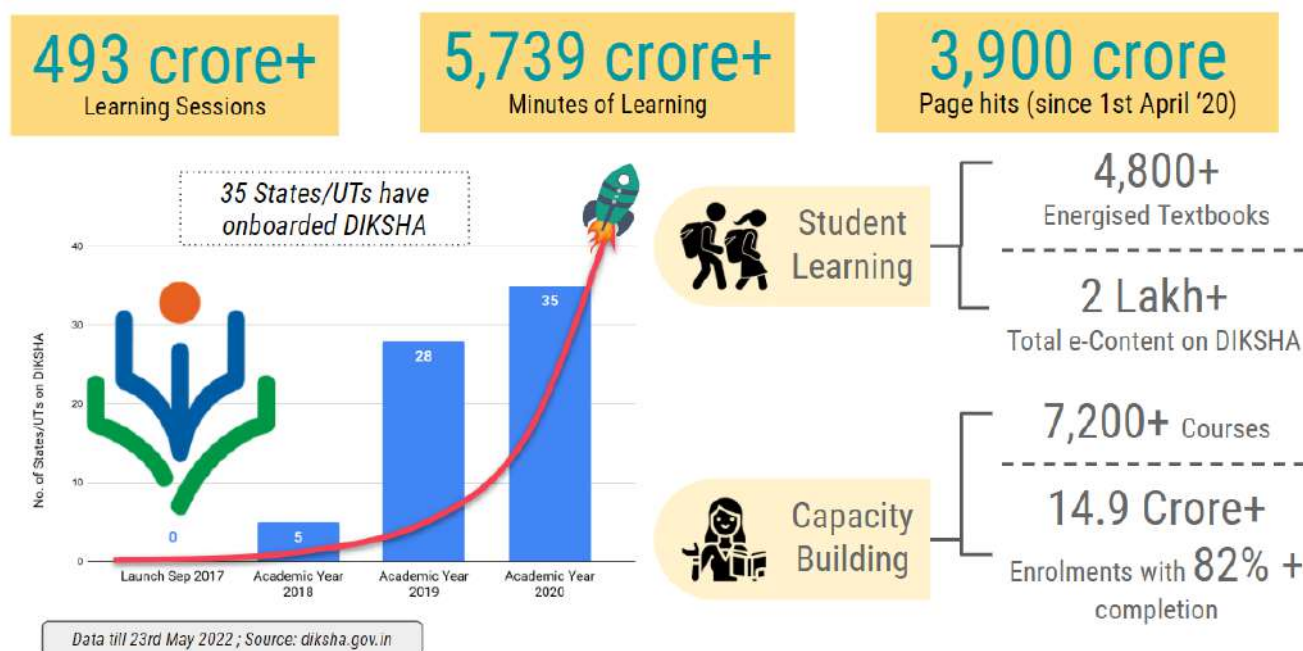 493 crore+
Learning Sessions
5,739 crore+
Minutes of Learning
3,900 crore
Page hits (since 1st April ‘20)
35 States/UTs have
onboarded DIKSHA
No. of States/UTs on DIKSHA
40
30
20
10
0
0
5
28
35
Launch Sep 2017
Academic Year
2018
Academic Year
2019
Academic Year
2020
Data till 23rd May 2022 ; Source: diksha.gov.in
Student
Learning
4,800+
Energised Textbooks
2 Lakh+
Total e-Content on DIKSHA
Capacity
Building
7,200+ Courses
14.9 Crore+
Enrolments with 82% +
completion